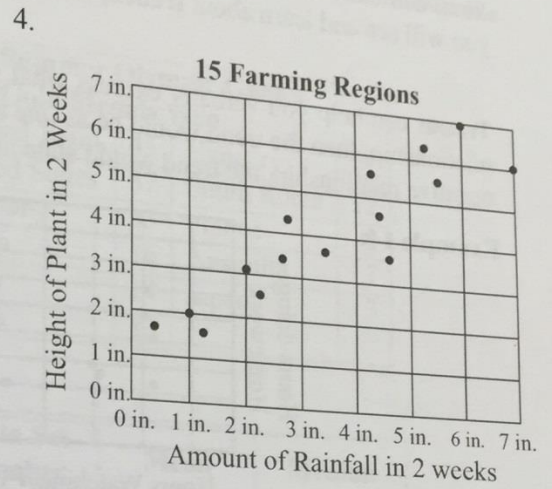 4.
15 Farming Regions
Height of Plant in 2 Weeks
7 in.
6 in.
5 in.
4 in.
3 in.
2 in.
1 in.
0 in.
0 in. 1 in. 2 in. 3 in. 4 in. 5 in. 6 in. 7 in.
Amount of Rainfall in 2 weeks